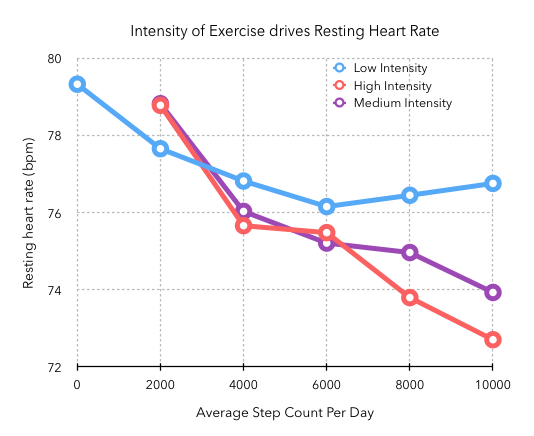 Intensity of Exercise drives Resting Heart Rate
Low Intensity
High Intensity
Medium Intensity
Resting heart rate (bpm)
80
78
76
74
72
0 2000 4000 6000 8000 10000
Average Step Count Per Day